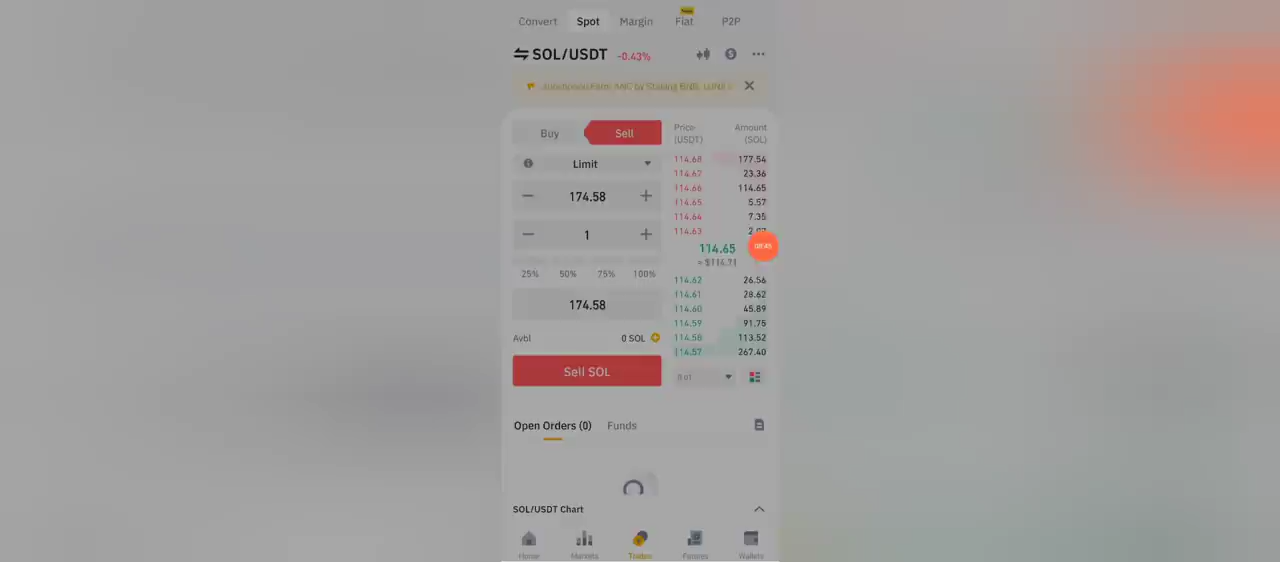 Convert Spot Margin Fiat P2P
SOL/USDT -0.43%
Buy Sell
Price Amount
(USDT) (SOL)
Limit
174.58
1
25% 50% 75% 100%
174.58
Avbl 0 SOL
Sell SOL
114.68 177.54
114.67 23.36
114.66 114.65
114.65 5.57
114.64 7.35
114.63
114.65
≈ $114.71
08:45
114.62 26.56
114.61 28.62
114.60 45.89
114.59 91.75
114.58 113.52
114.57 267.40
Open Orders (0) Funds
SOL/USDT Chart
Home Markets Trades Futures Wallets